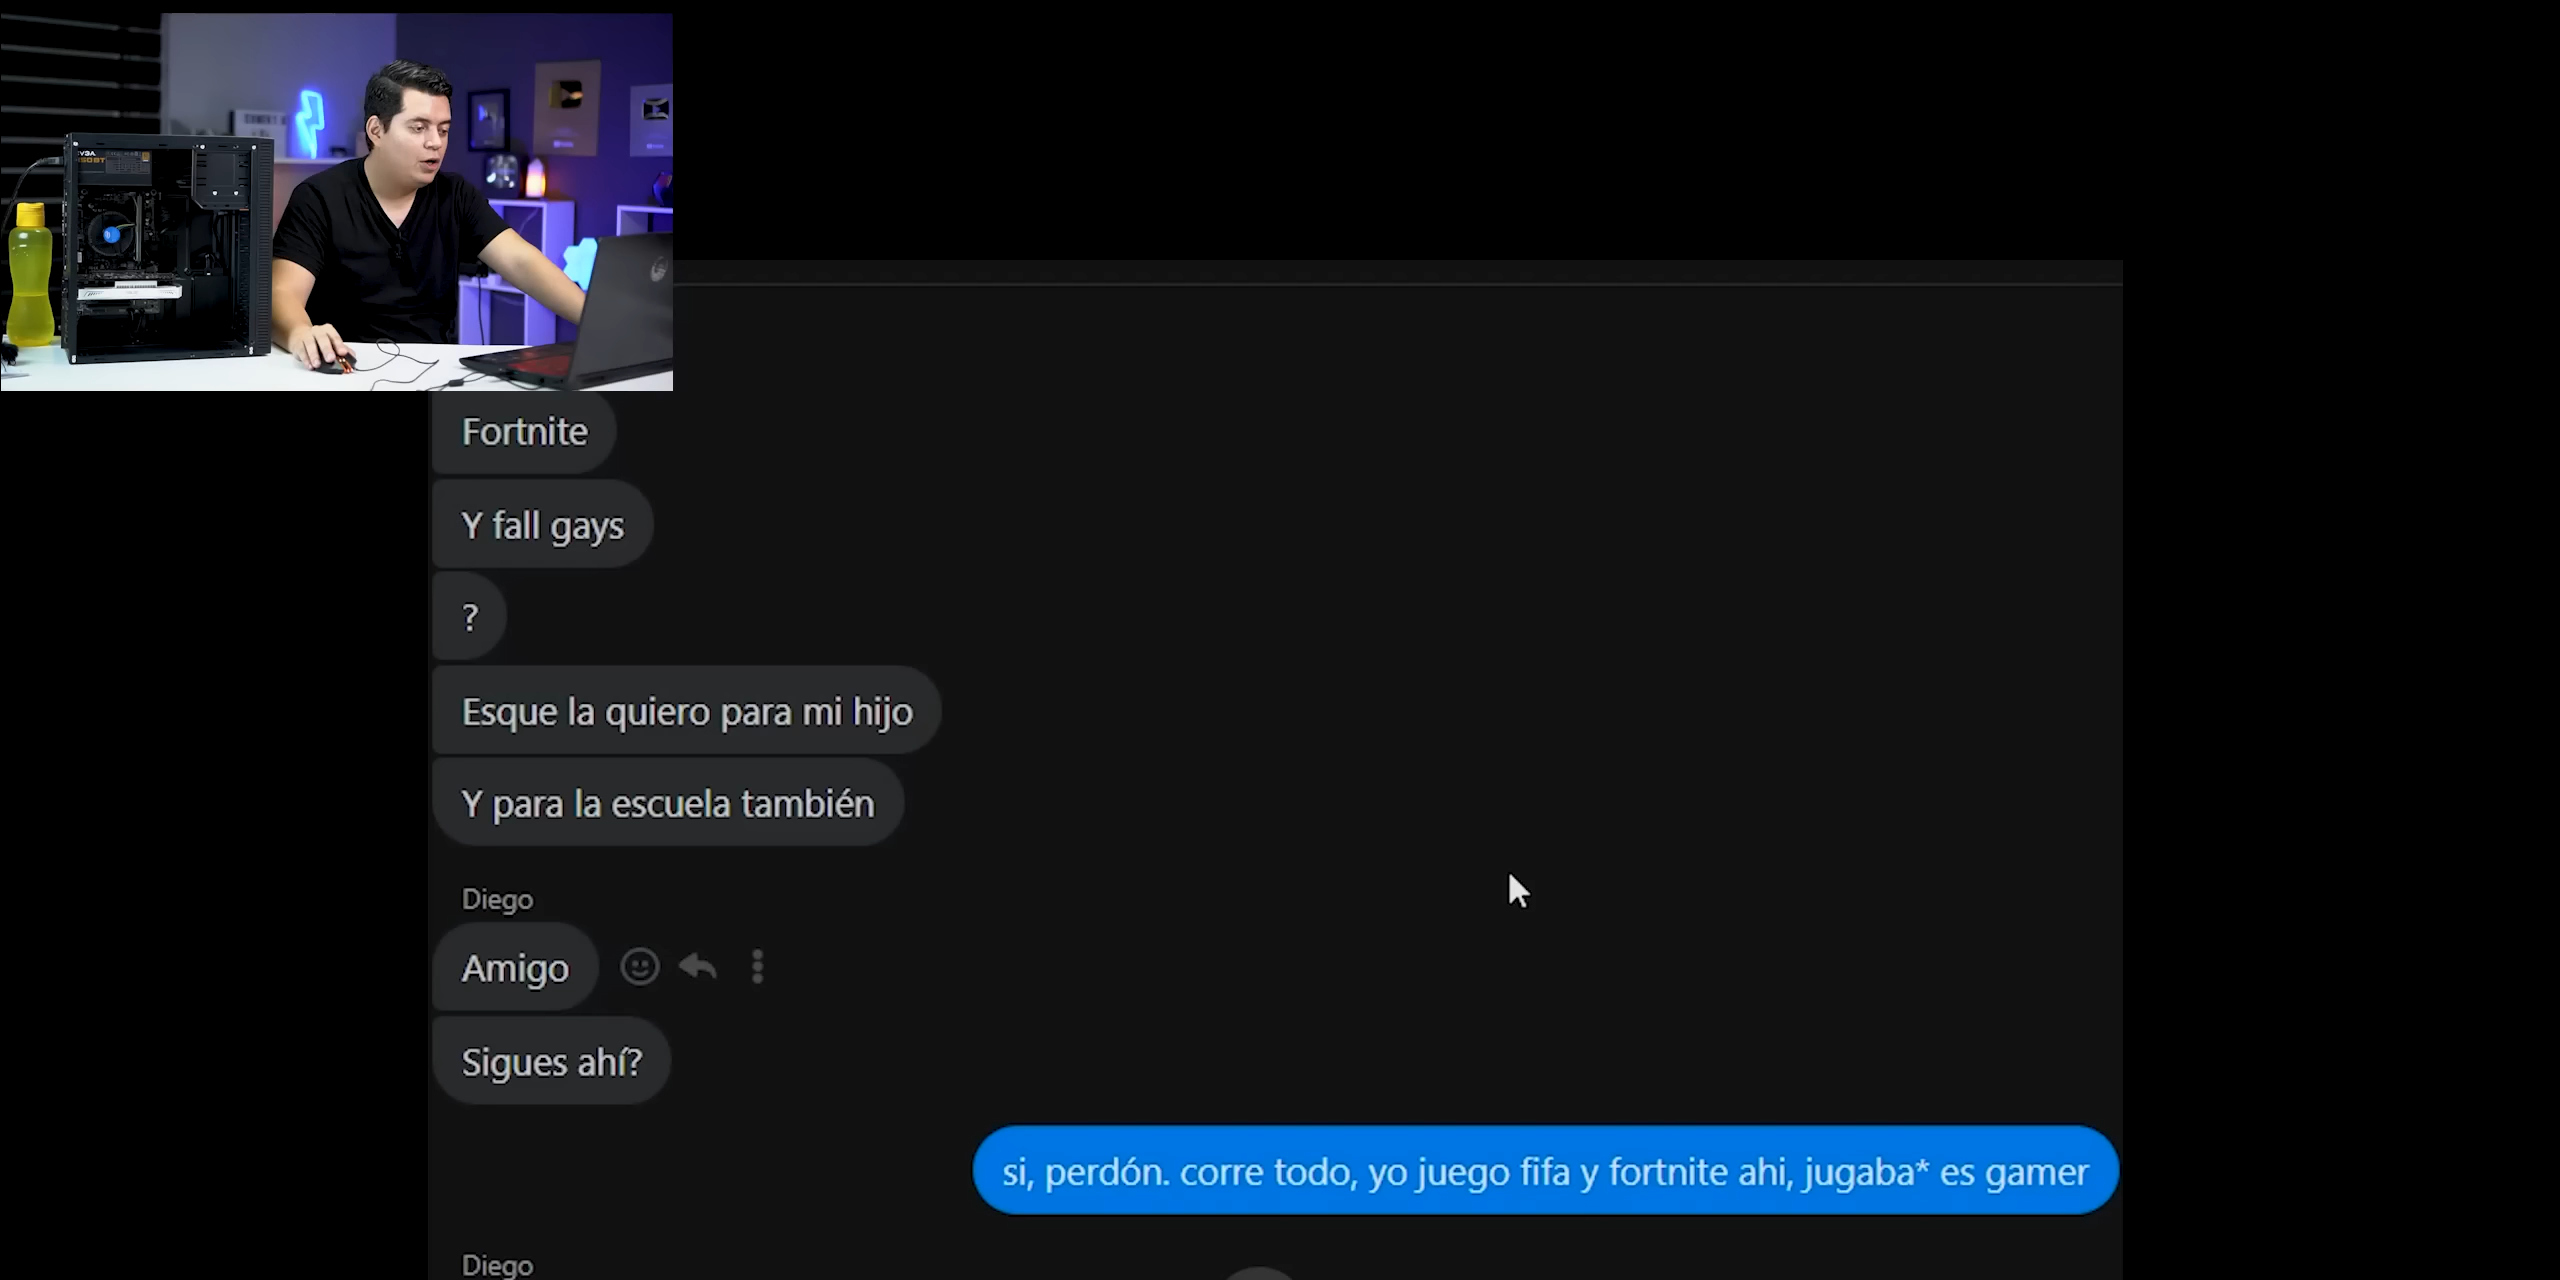 Fortnite
Y fall gays
?
Esque la quiero para mi hijo
Y para la escuela también
Diego
Amigo
Sigues ahí?
si, perdón. corre todo, yo juego fifa y fortnite ahi, jugaba* es gamer
Diego